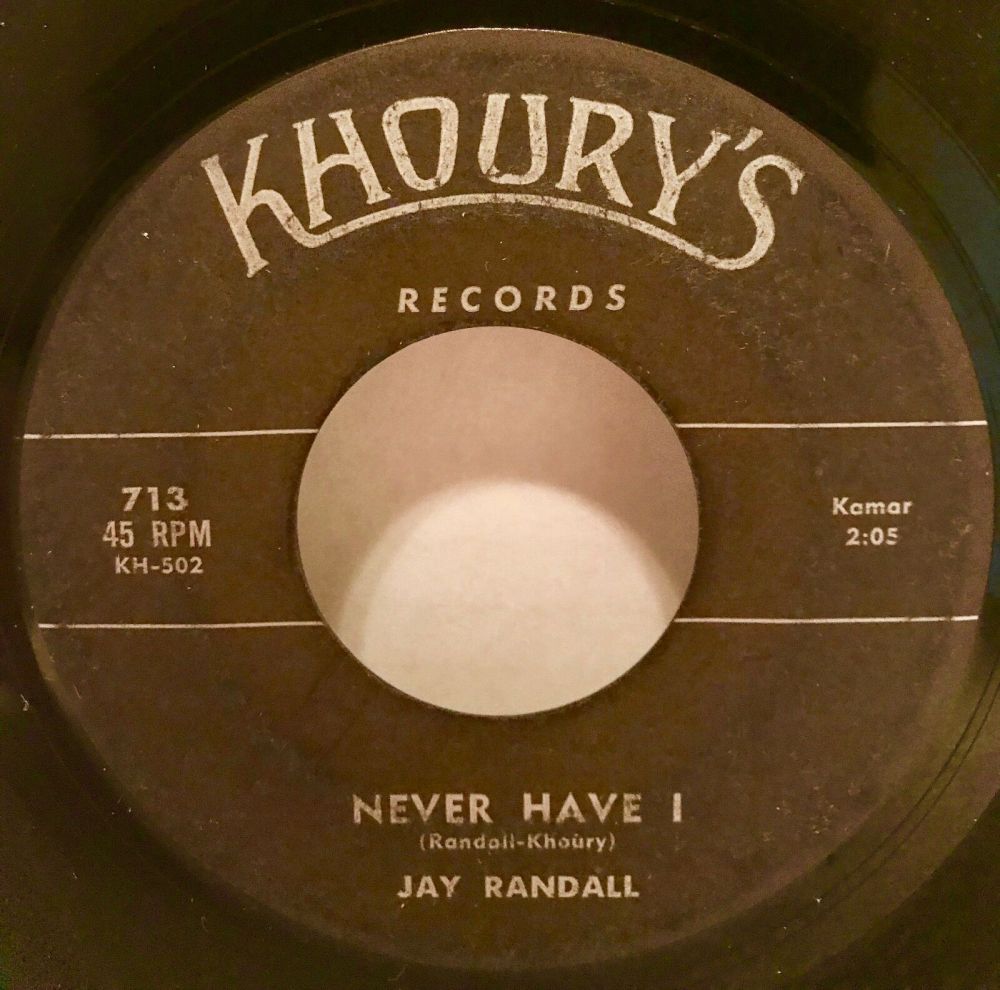 KHOURY'S
RECORDS
713
45 RPM
KH-502
Kamar
2:05
NEVER HAVE I
(Randall-Khoury)
JAY RANDALL